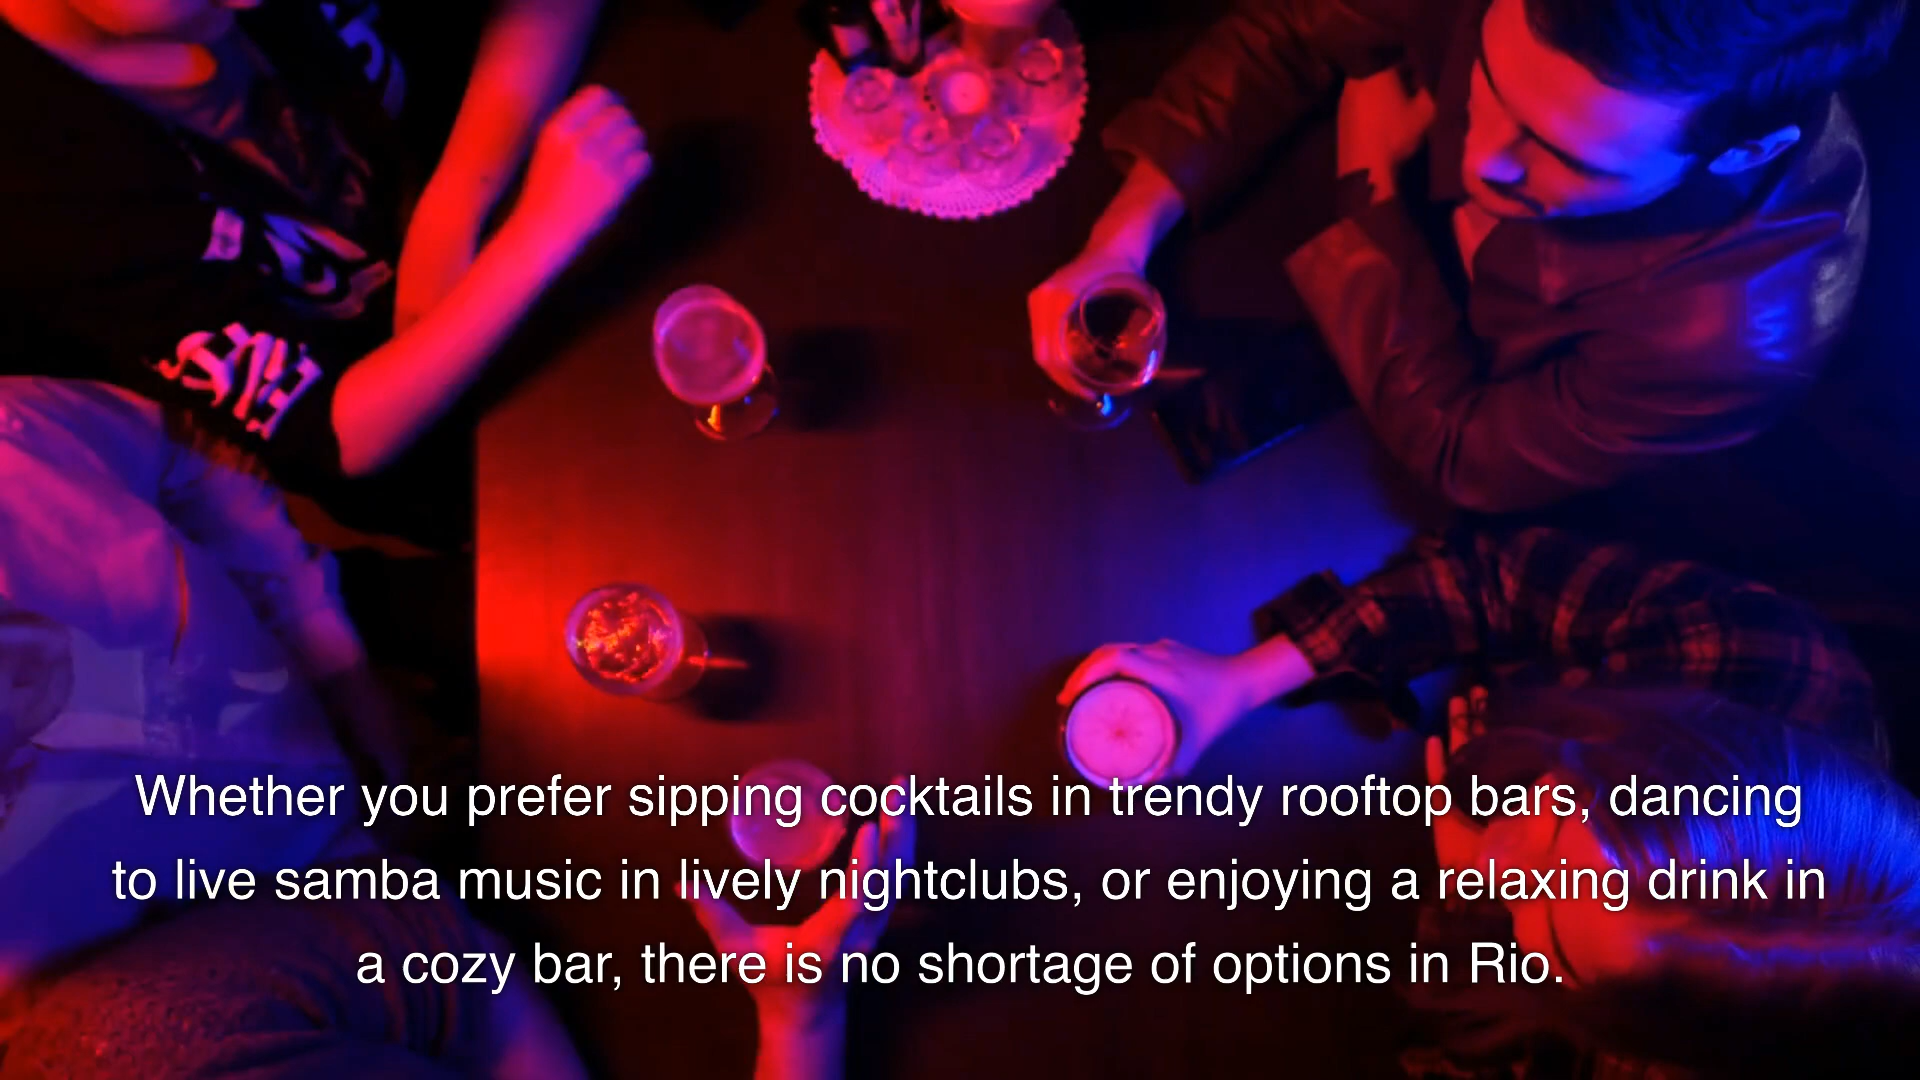 Whether you prefer sipping cocktails in trendy rooftop bars, dancing
to live samba music in lively nightclubs, or enjoying a relaxing drink in
a cozy bar, there is no shortage of options in Rio.